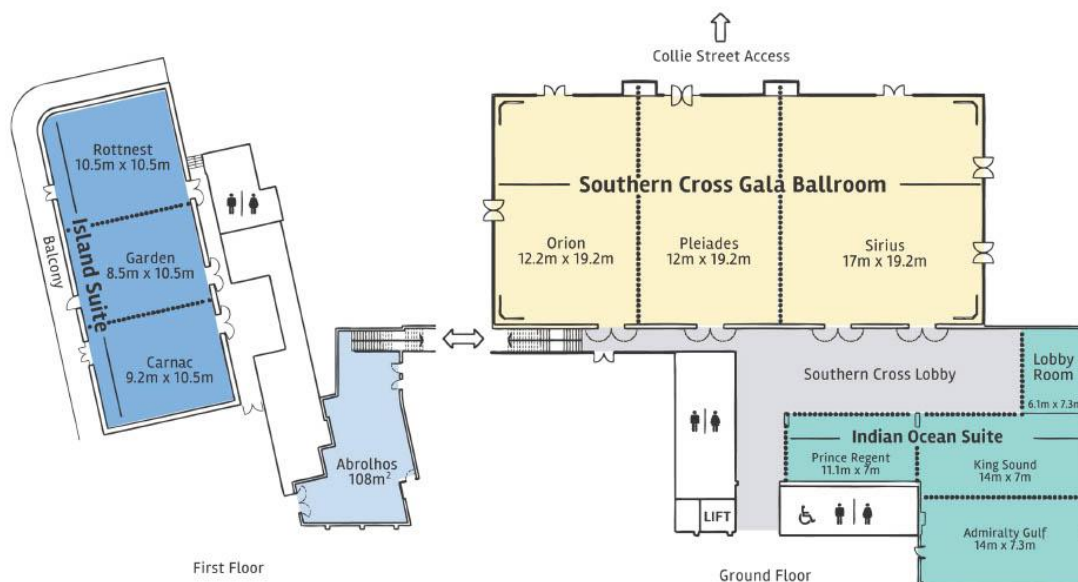 Collie Street Access
Rottnest
10.5m x 10.5m
Island Suite
Balcony
Garden
8.5m x 10.5m
Carnac
9.2m x 10.5m
Abrolhos
108m²
First Floor
Southern Cross Gala Ballroom
Orion
12.2m x 19.2m
Pleiades
12m x 19.2m
Sirius
17m x 19.2m
Southern Cross Lobby
Lobby
Room
6.1m x 7.3m
Indian Ocean Suite
Prince Regent
11.1m x 7m
King Sound
14m x 7m
LIFT
Admiralty Gulf
14m x 7.3m
Ground Floor